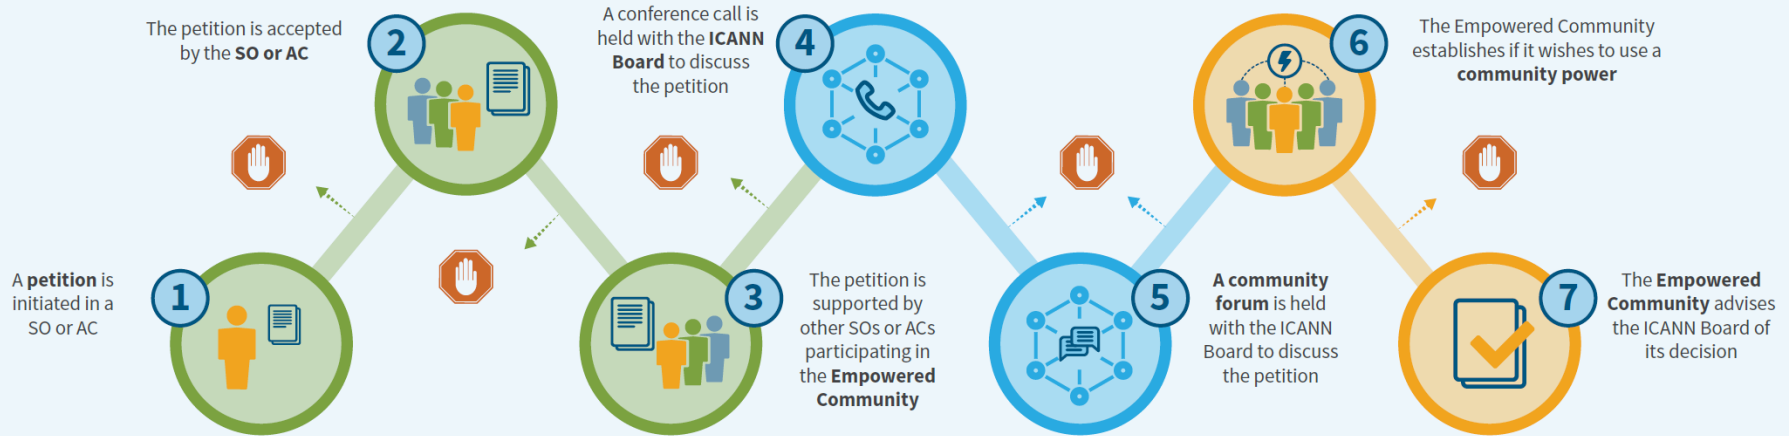 1
A petition is
initiated in a
SO or AC
2
The petition is accepted
by the SO or AC
3
The petition is
supported by
other SOs or ACs
participating in
the Empowered
Community
4
A conference call is
held with the ICANN
Board to discuss
the petition
5
A community
forum is held
with the ICANN
Board to discuss
the petition
6
The Empowered Community
establishes if it wishes to use a
community power
7
The Empowered
Community advises
the ICANN Board of
its decision